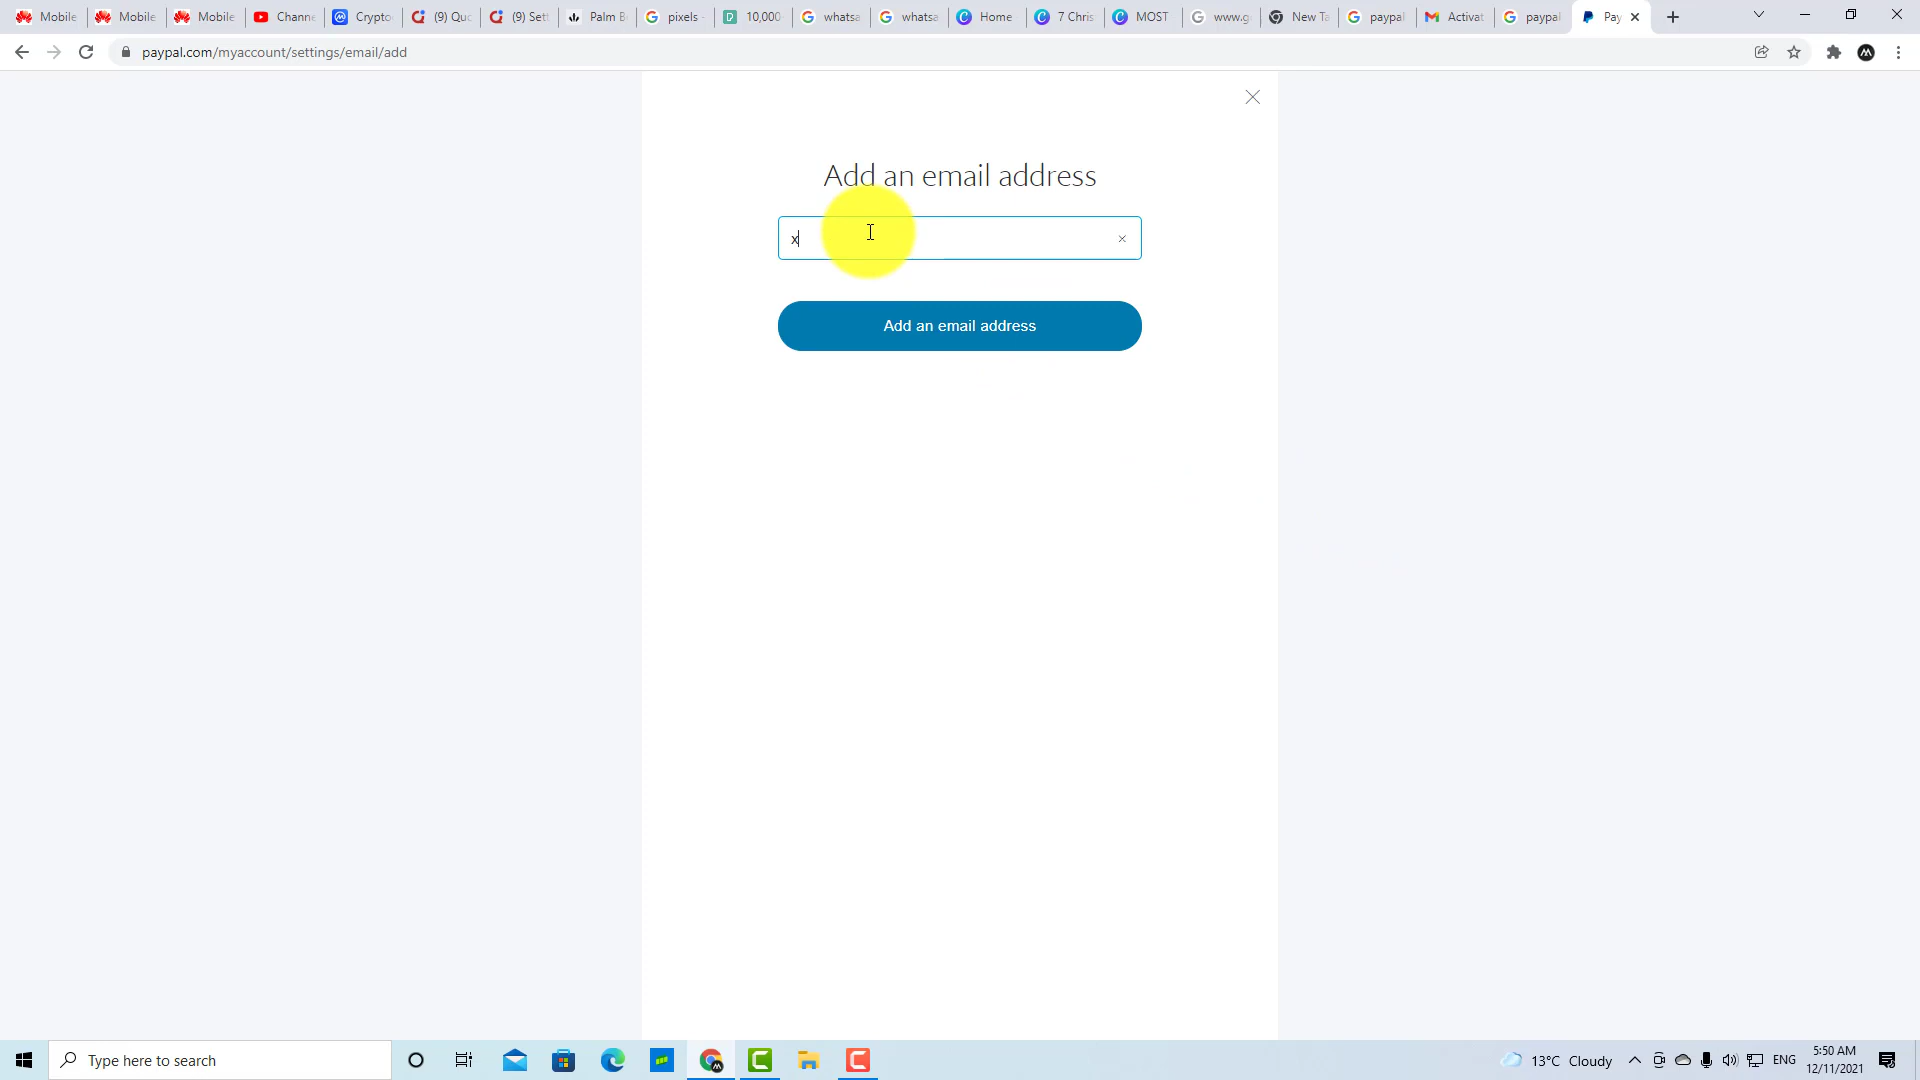 Mobile Mobile Mobile Channe Crypto (9) Quo (9) Sett Palm B pixels - 10,000 whatsa whatsa Home 7 Chris MOST www.g New Ta paypal Activat paypal Pay
paypal.com/myaccount/settings/email/add
Add an email address
x
Add an email address
Type here to search
13°C Cloudy
ENG
5:50 AM
12/11/2021